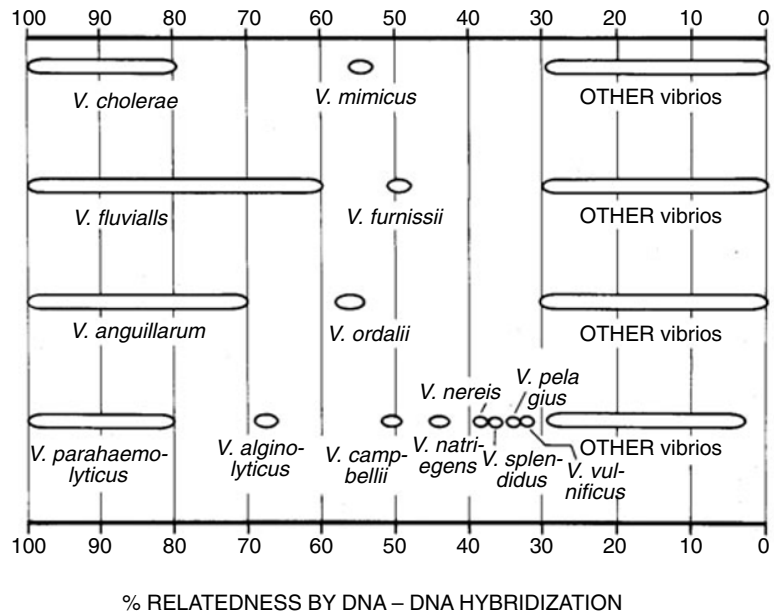 100 90 80 70 60 50 40 30 20 10 0
V. cholerae V. mimicus OTHER vibrios
V. fluvialls V. furnissii OTHER vibrios
V. anguillarum V. ordalii OTHER vibrios
V. nereis
V. pela
gius
V. parahaemo-
lyticus
V. algino-
lyticus
V. camp-
bellii
V. natri-
egens
V. splen-
didus
V. vul-
nificus
OTHER vibrios
100 90 80 70 60 50 40 30 20 10 0
% RELATEDNESS BY DNA – DNA HYBRIDIZATION